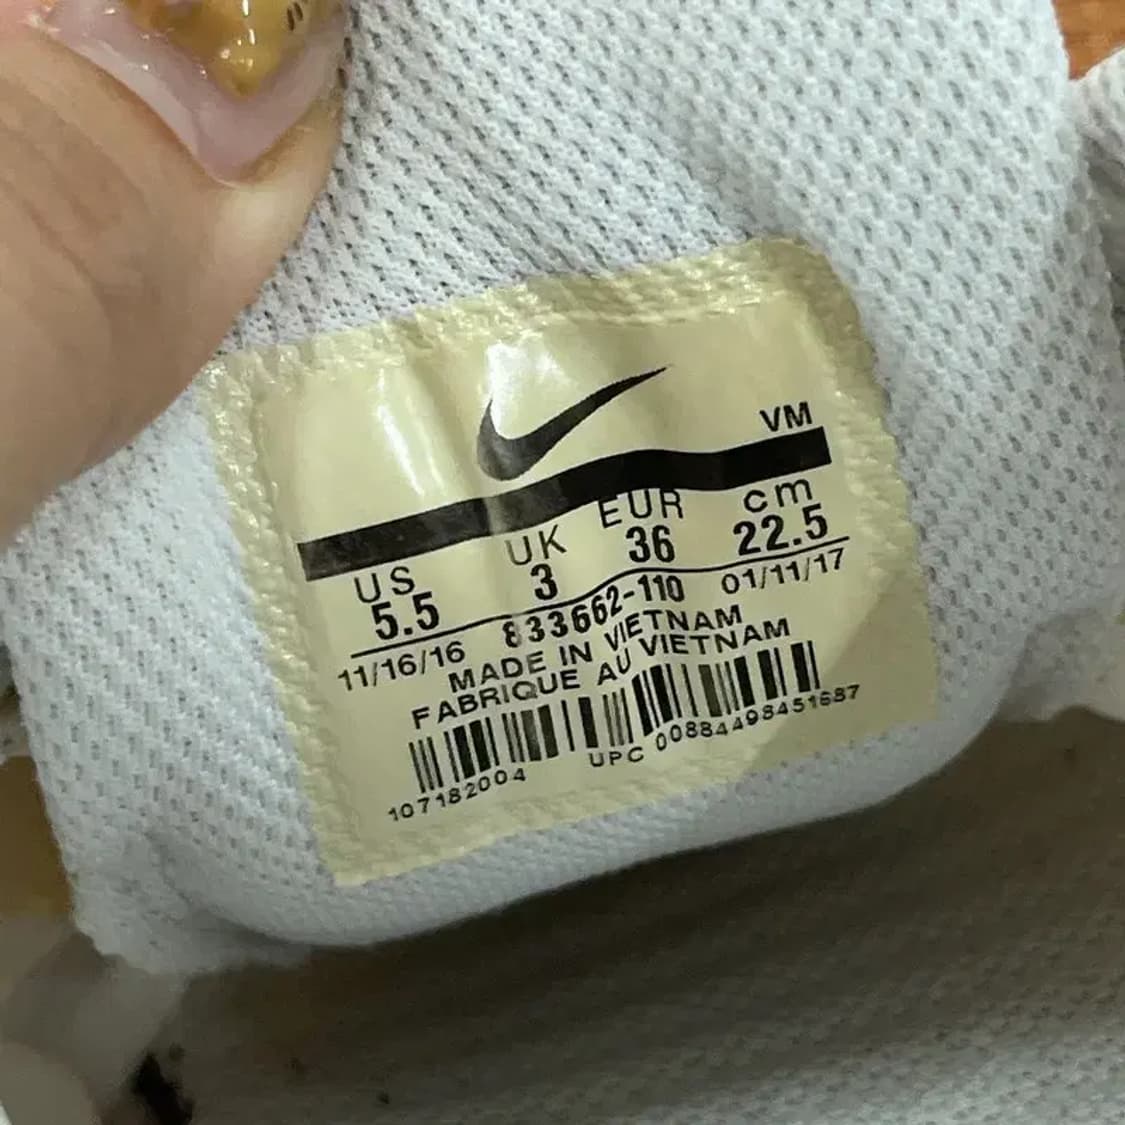 VM
US UK EUR cm
5.5 3 36 22.5
11/16/16 833662-110 01/11/17
MADE IN VIETNAM
FABRIQUE AU VIETNAM
107182004 UPC 00884498451687